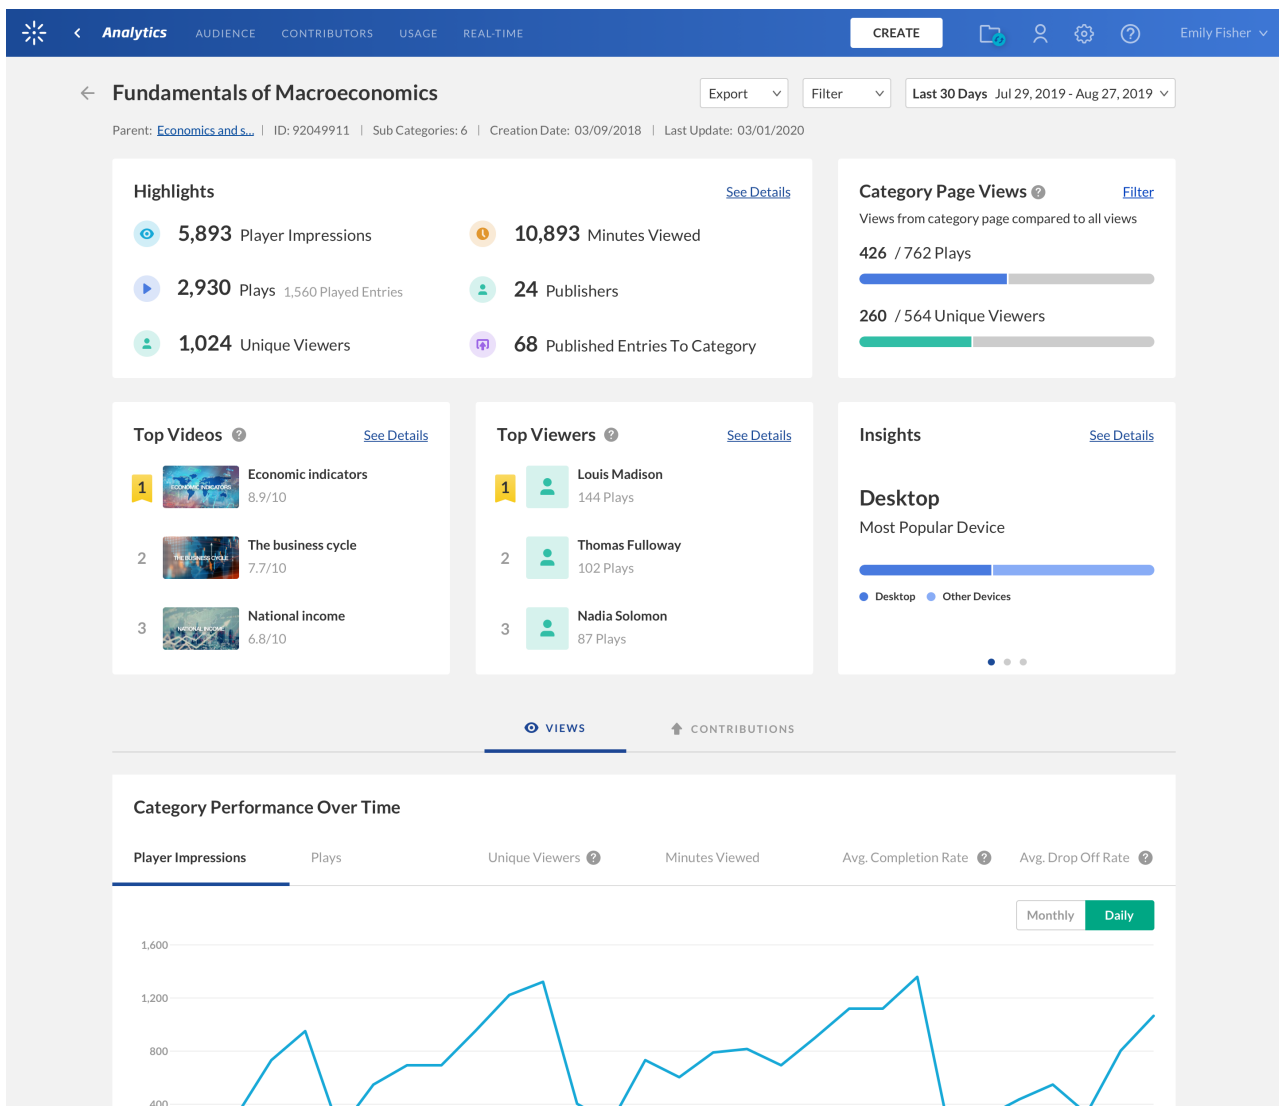 Analytics AUDIENCE CONTRIBUTORS USAGE REAL-TIME CREATE Emily Fisher
Fundamentals of Macroeconomics Export Filter Last 30 Days Jul 29, 2019 - Aug 27, 2019
Parent: Economics and s... | ID: 92049911 | Sub Categories: 6 | Creation Date: 03/09/2018 | Last Update: 03/01/2020
Highlights See Details
5,893 Player Impressions 10,893 Minutes Viewed
2,930 Plays 1,560 Played Entries 24 Publishers
1,024 Unique Viewers 68 Published Entries To Category
Category Page Views ? Filter
Views from category page compared to all views
426 / 762 Plays
260 / 564 Unique Viewers
Top Videos ? See Details
1 ECONOMIC INDICATORS Economic indicators
8.9/10
2 THE BUSINESS CYCLE The business cycle
7.7/10
3 NATIONAL INCOME National income
6.8/10
Top Viewers ? See Details
1 Louis Madison
144 Plays
2 Thomas Fulloway
102 Plays
3 Nadia Solomon
87 Plays
Insights See Details
Desktop
Most Popular Device
Desktop Other Devices
VIEWS CONTRIBUTIONS
Category Performance Over Time
Player Impressions Plays Unique Viewers ? Minutes Viewed Avg. Completion Rate ? Avg. Drop Off Rate ?
Monthly Daily
1,600
1,200
800
400